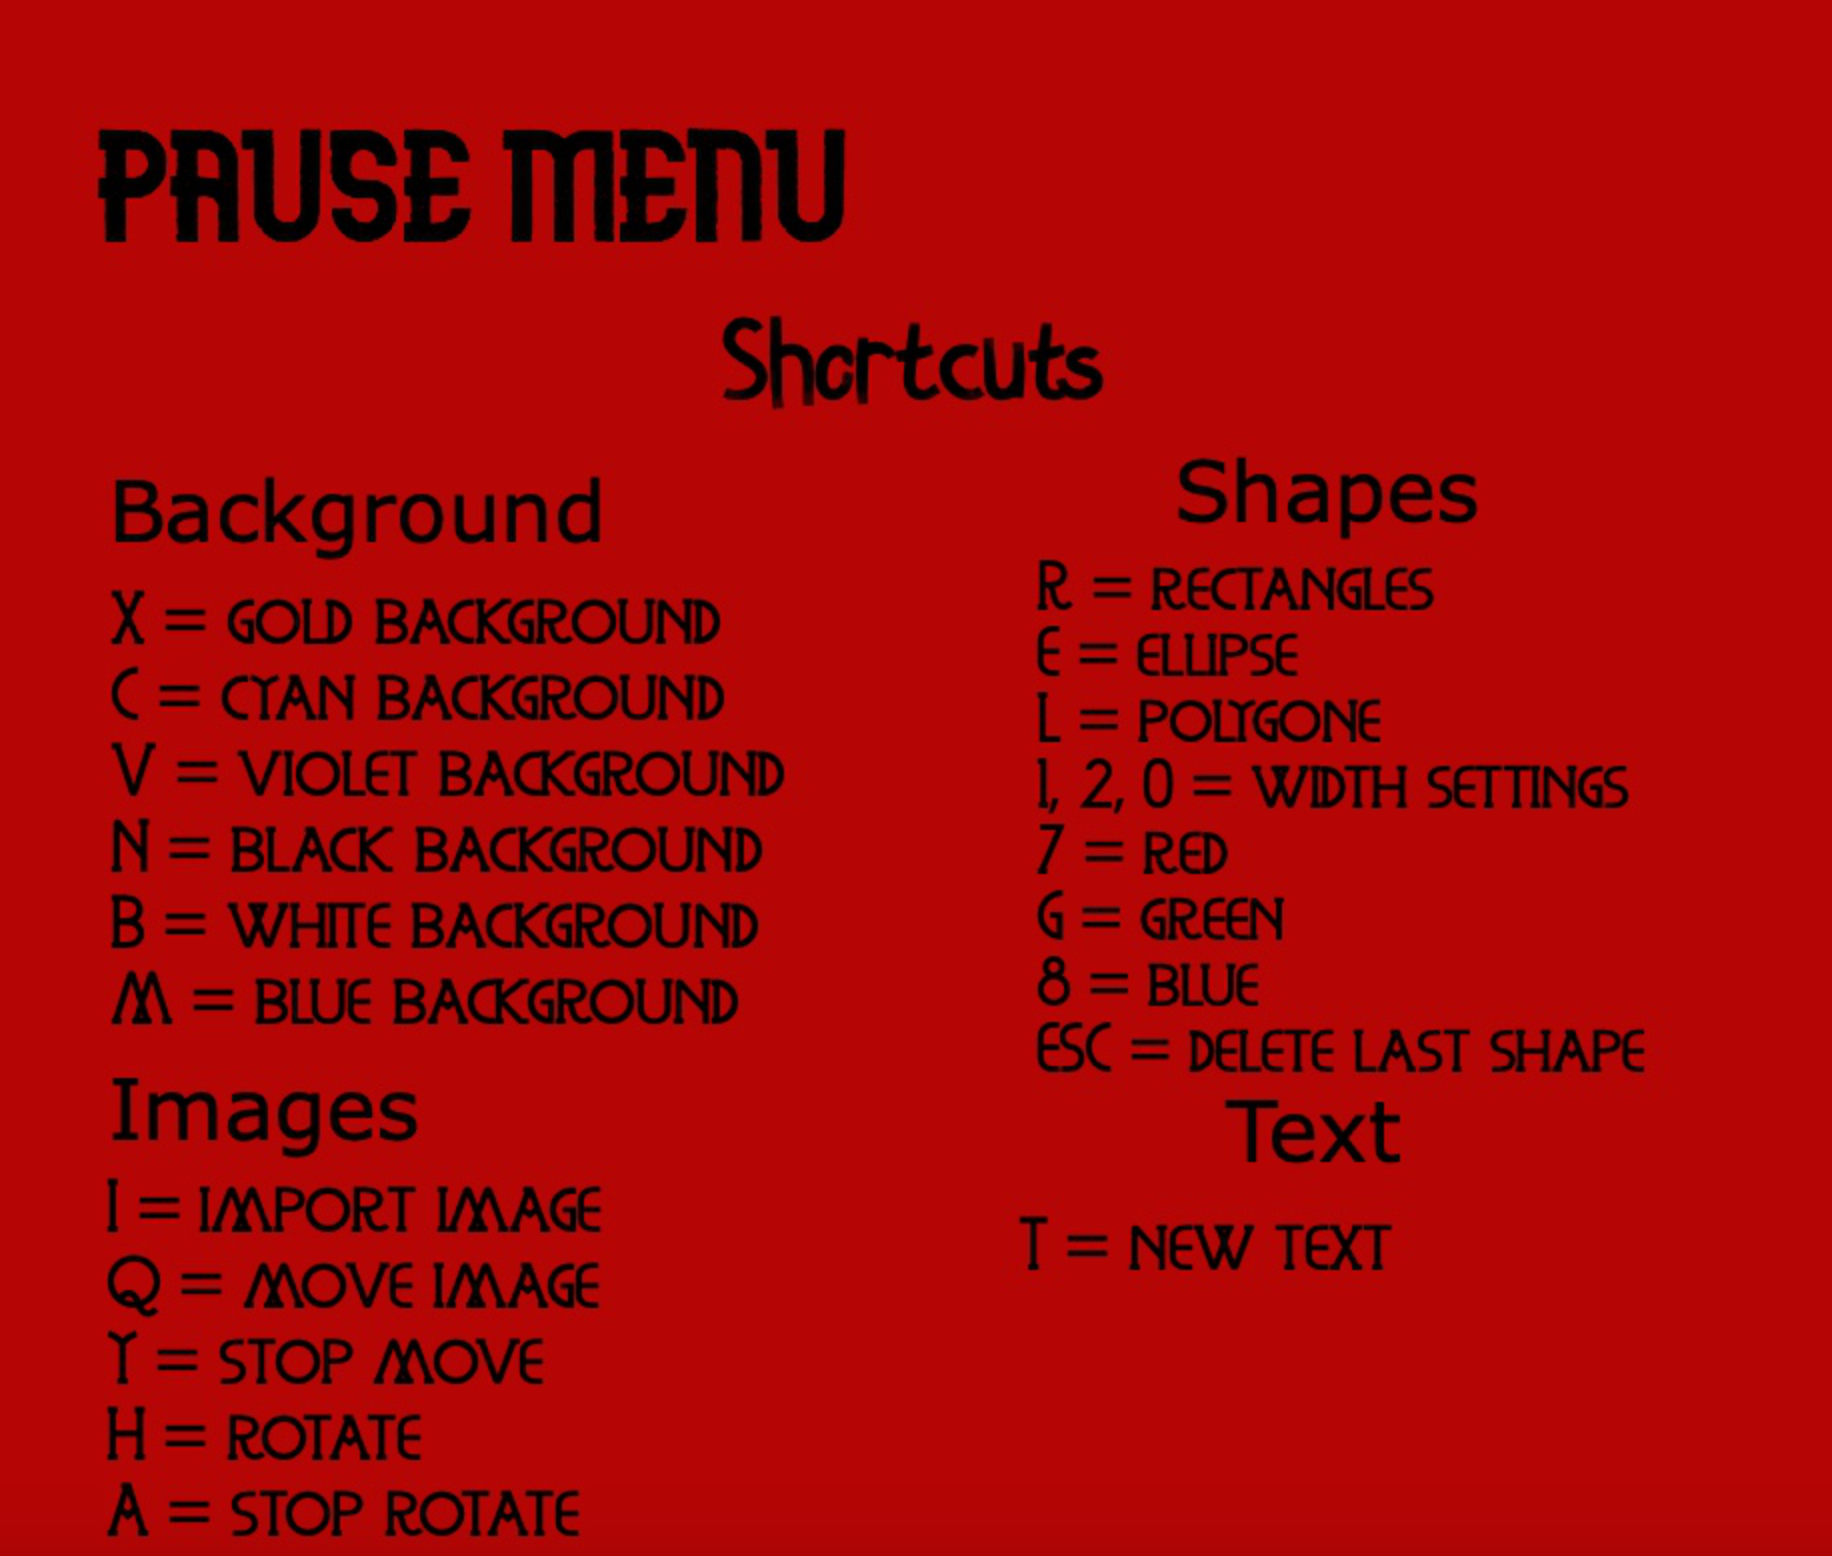 PAUSE MENU
Shortcuts
Background
X = GOLD BACKGROUND
C = CYAN BACKGROUND
V = VIOLET BACKGROUND
N = BLACK BACKGROUND
B = WHITE BACKGROUND
M = BLUE BACKGROUND
Images
I = IMPORT IMAGE
Q = MOVE IMAGE
Y = STOP MOVE
H = ROTATE
A = STOP ROTATE
Shapes
R = RECTANGLES
E = ELLIPSE
L = POLYGONE
1, 2, 0 = WIDTH SETTINGS
7 = RED
G = GREEN
8 = BLUE
ESC = DELETE LAST SHAPE
Text
T = NEW TEXT